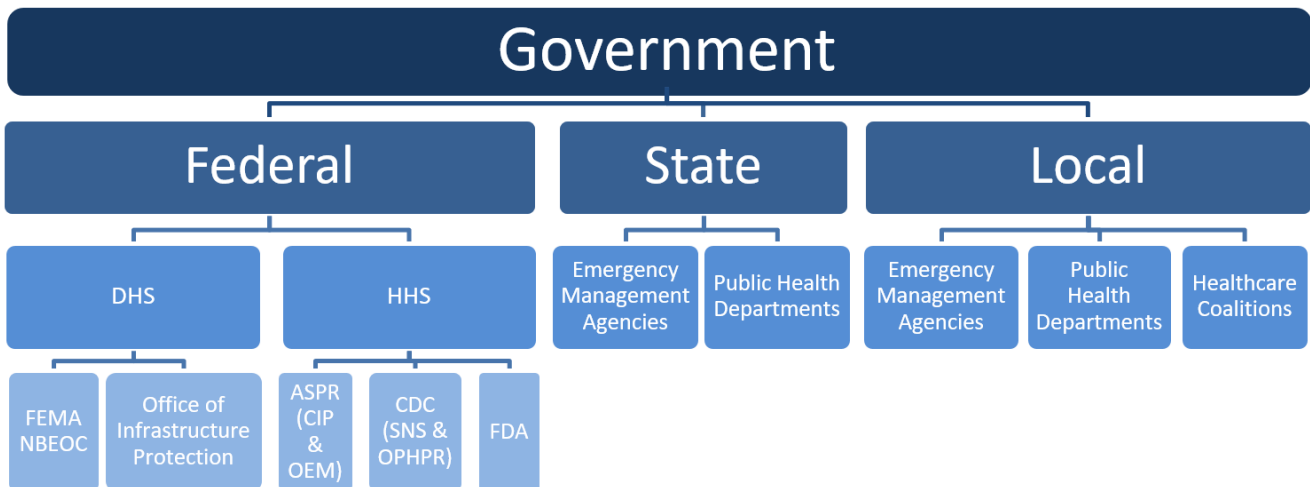 Government
Federal
State
Local
DHS
HHS
Emergency
Management
Agencies
Public Health
Departments
Emergency
Management
Agencies
Public
Health
Departments
Healthcare
Coalitions
FEMA
NBEOC
Office of
Infrastructure
Protection
ASPR
(CIP
&
OEM)
CDC
(SNS &
OPHPR)
FDA